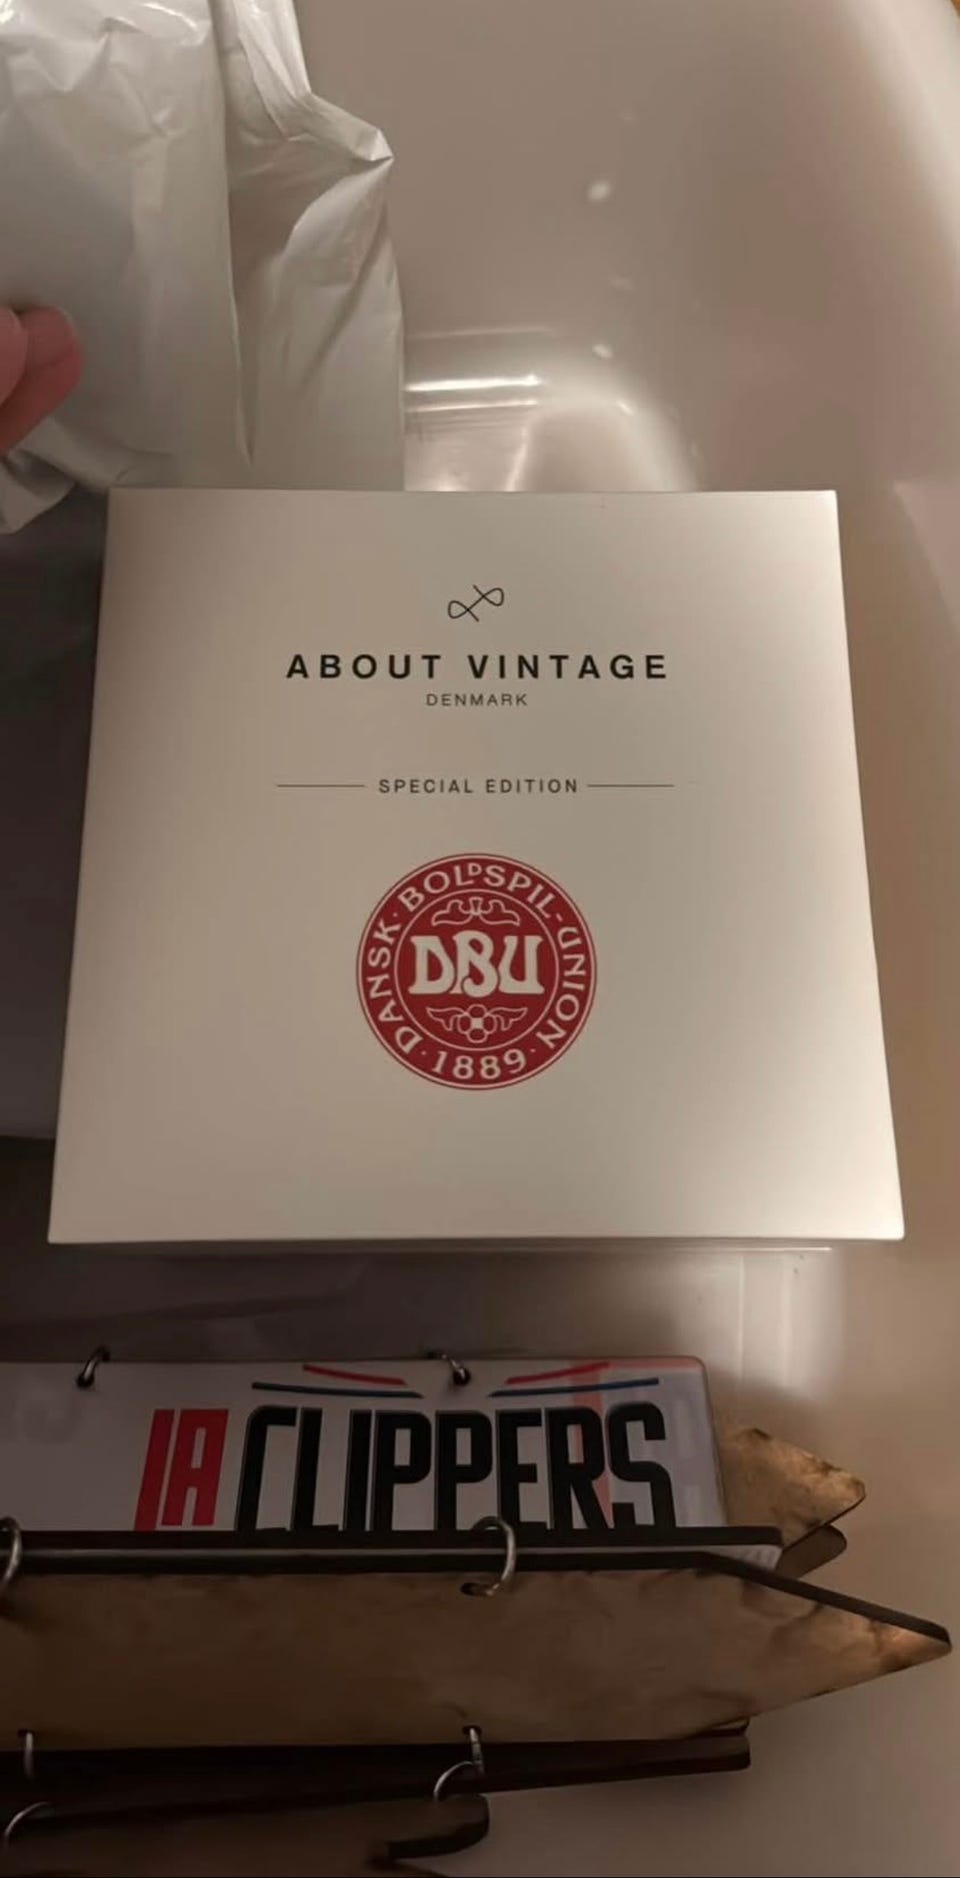 ABOUT VINTAGE
DENMARK
SPECIAL EDITION
DANSK · BOLDSPIL-UNION
DBU
· 1889 ·
LA CLIPPERS